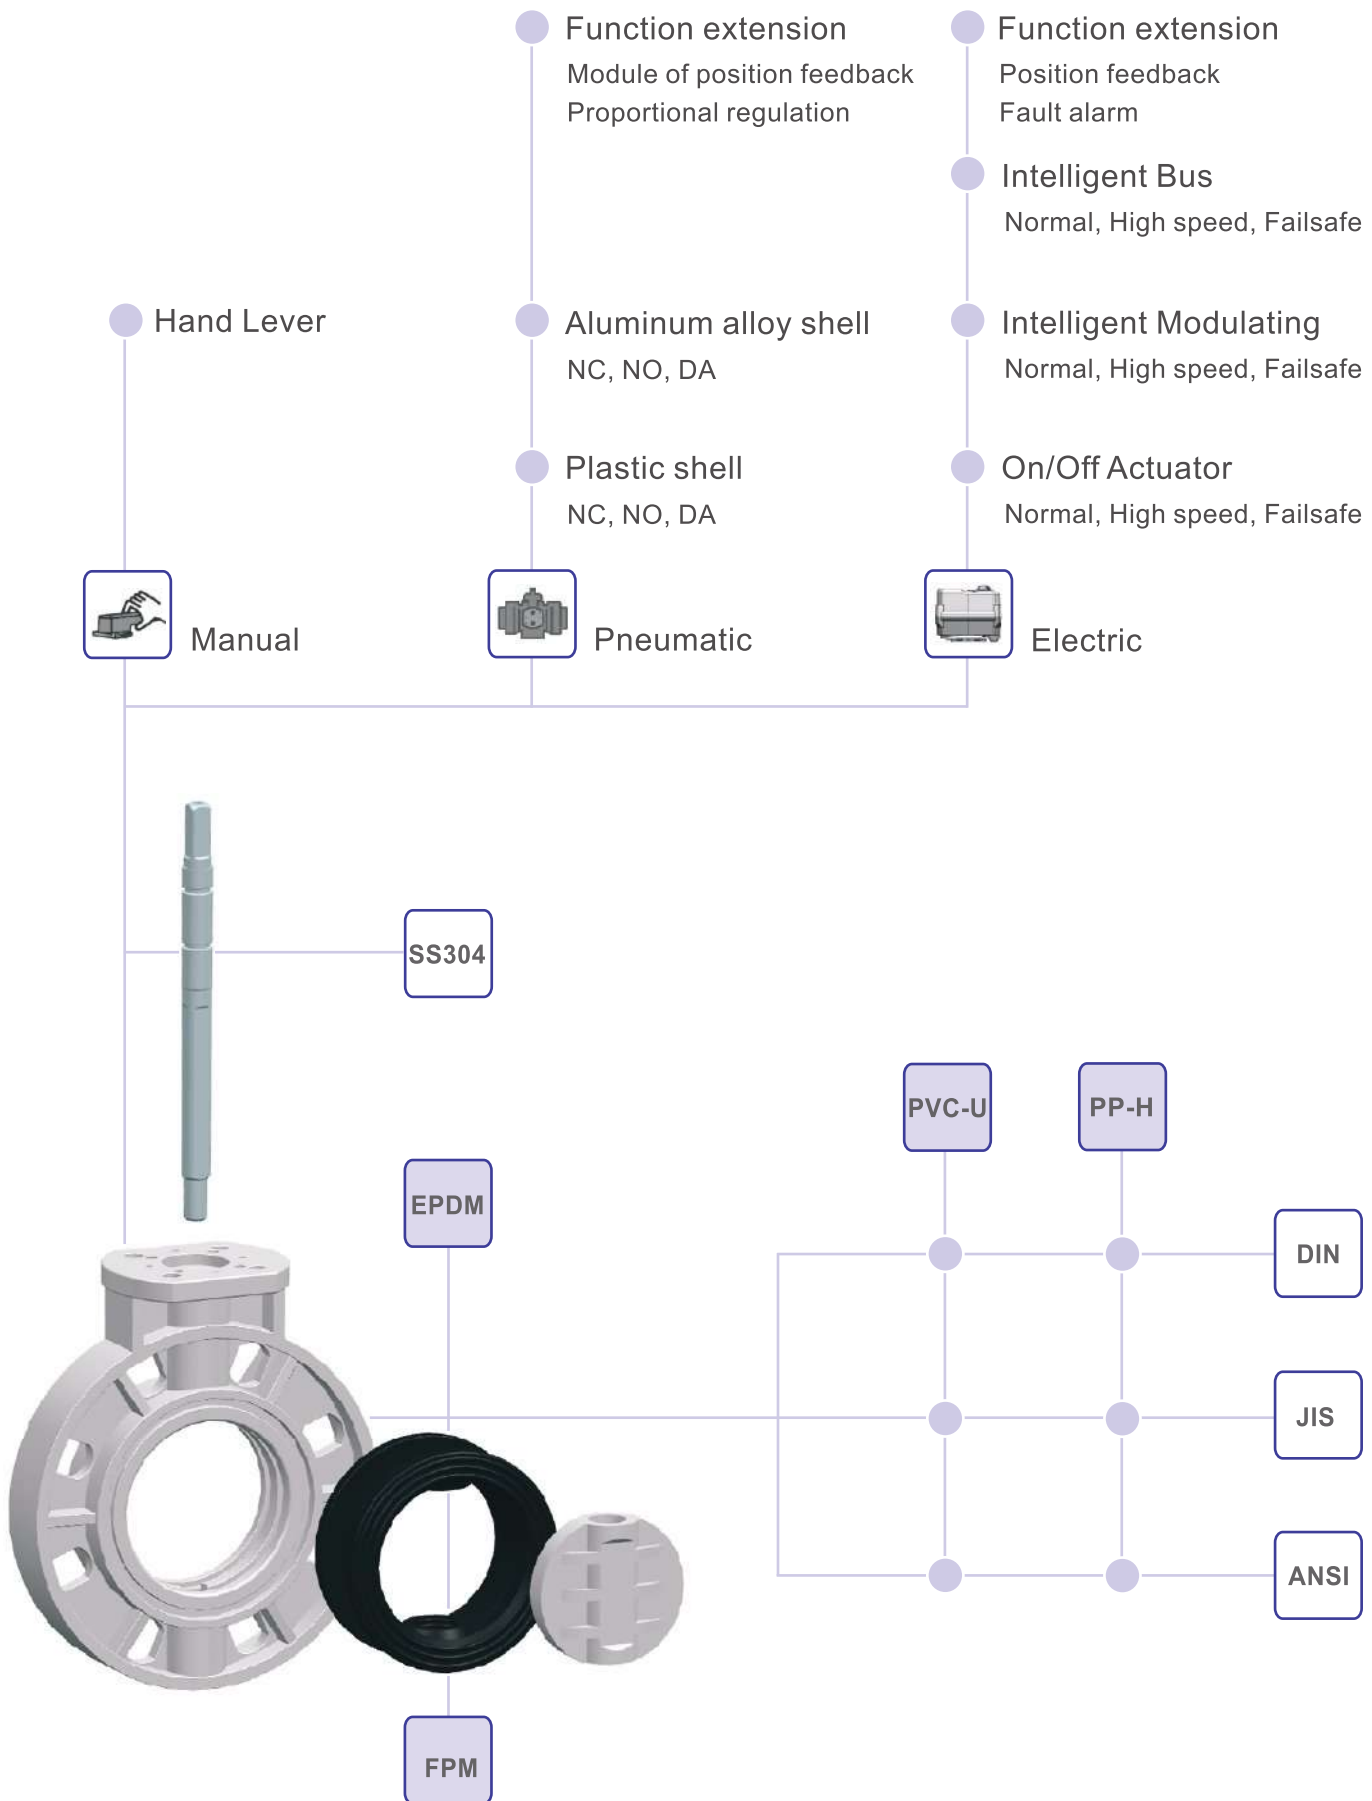 Function extension
Module of position feedback
Proportional regulation
Function extension
Position feedback
Fault alarm
Intelligent Bus
Normal, High speed, Failsafe
Hand Lever
Aluminum alloy shell
NC, NO, DA
Intelligent Modulating
Normal, High speed, Failsafe
Plastic shell
NC, NO, DA
On/Off Actuator
Normal, High speed, Failsafe
Manual
Pneumatic
Electric
SS304
PVC-U
PP-H
EPDM
DIN
JIS
ANSI
FPM